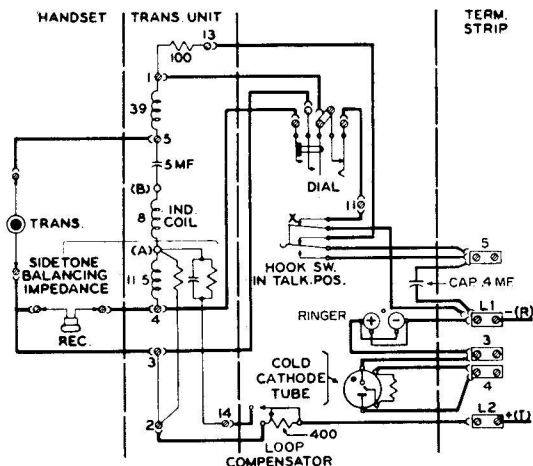 HANDSET
TRANS. UNIT
TERM.
STRIP
13
100
1
39
5
5 MF
(B)
8
IND.
COIL
(A)
11.5
4
TRANS.
SIDETONE
BALANCING
IMPEDANCE
REC.
3
2
14
DIAL
11
X
HOOK SW.
IN TALK. POS.
5
CAP. .4 MF.
RINGER
+
-
L1
-(R)
3
4
COLD
CATHODE
TUBE
L2
+(T)
400
LOOP
COMPENSATOR